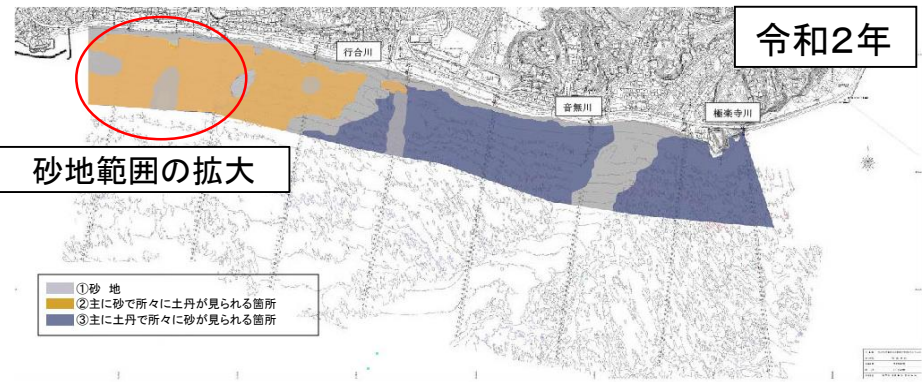 令和2年
行合川
音無川
極楽寺川
砂地範囲の拡大
①砂 地
②主に砂で所々に土丹が見られる箇所
③主に土丹で所々に砂が見られる箇所